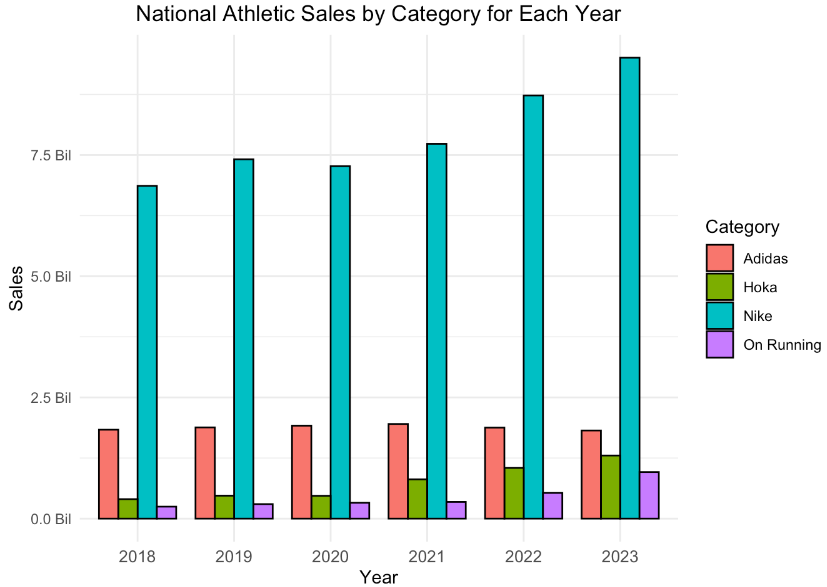 National Athletic Sales by Category for Each Year
7.5 Bil
5.0 Bil
2.5 Bil
0.0 Bil
Sales
2018 2019 2020 2021 2022 2023
Year
Category
Adidas
Hoka
Nike
On Running